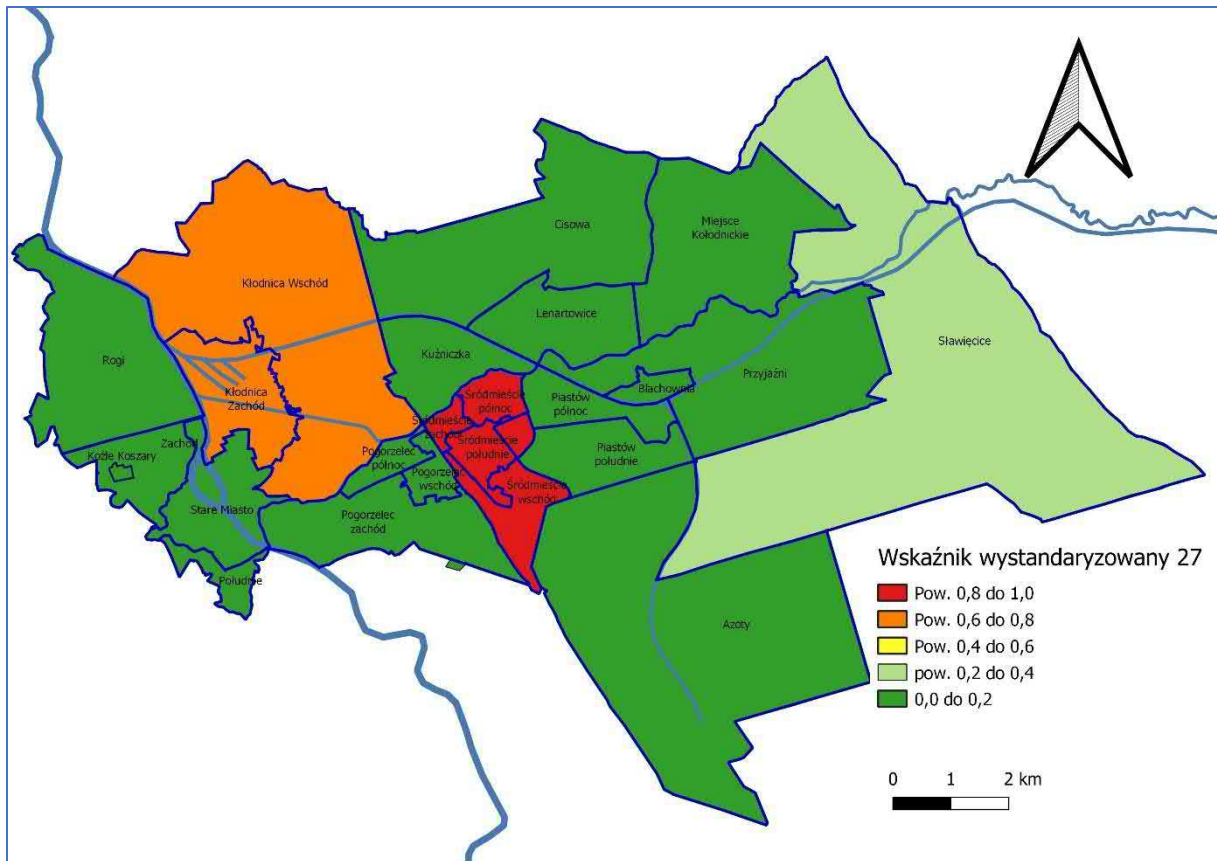 Cisowa
Miejsce
Kołodnickie
Kłodnica Wschód
Lenartowice
Sławięcice
Rogi
Kuźniczka
Przyjaźni
Blachownia
Kłodnica
Zachód
Śródmieście
północ
Piastów
północ
Śródmieście
zachód
Śródmieście
południe
Piastów
południe
Zachód
Koźle Koszary
Pogorzelec
północ
Pogorzelec
wschód
Śródmieście
wschód
Stare Miasto
Pogorzelec
zachód
Południe
Azoty
Wskaźnik wystandaryzowany 27
Pow. 0,8 do 1,0
Pow. 0,6 do 0,8
Pow. 0,4 do 0,6
pow. 0,2 do 0,4
0,0 do 0,2
0 1 2 km